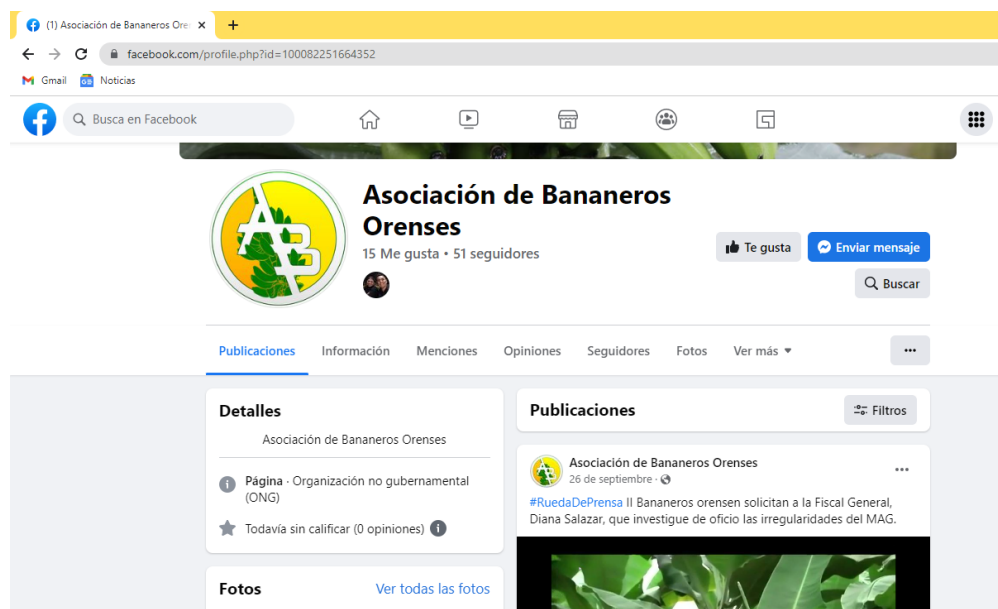 (1) Asociación de Bananeros Ore
facebook.com/profile.php?id=100082251664352
Gmail
Noticias
Busca en Facebook
ABO
Asociación de Bananeros
Orenses
15 Me gusta • 51 seguidores
Te gusta
Enviar mensaje
Buscar
Publicaciones
Información
Menciones
Opiniones
Seguidores
Fotos
Ver más
Detalles
Asociación de Bananeros Orenses
Página · Organización no gubernamental
(ONG)
Todavía sin calificar (0 opiniones)
Fotos
Ver todas las fotos
Publicaciones
Filtros
Asociación de Bananeros Orenses
26 de septiembre ·
#RuedaDePrensa II Bananeros orensen solicitan a la Fiscal General,
Diana Salazar, que investigue de oficio las irregularidades del MAG.